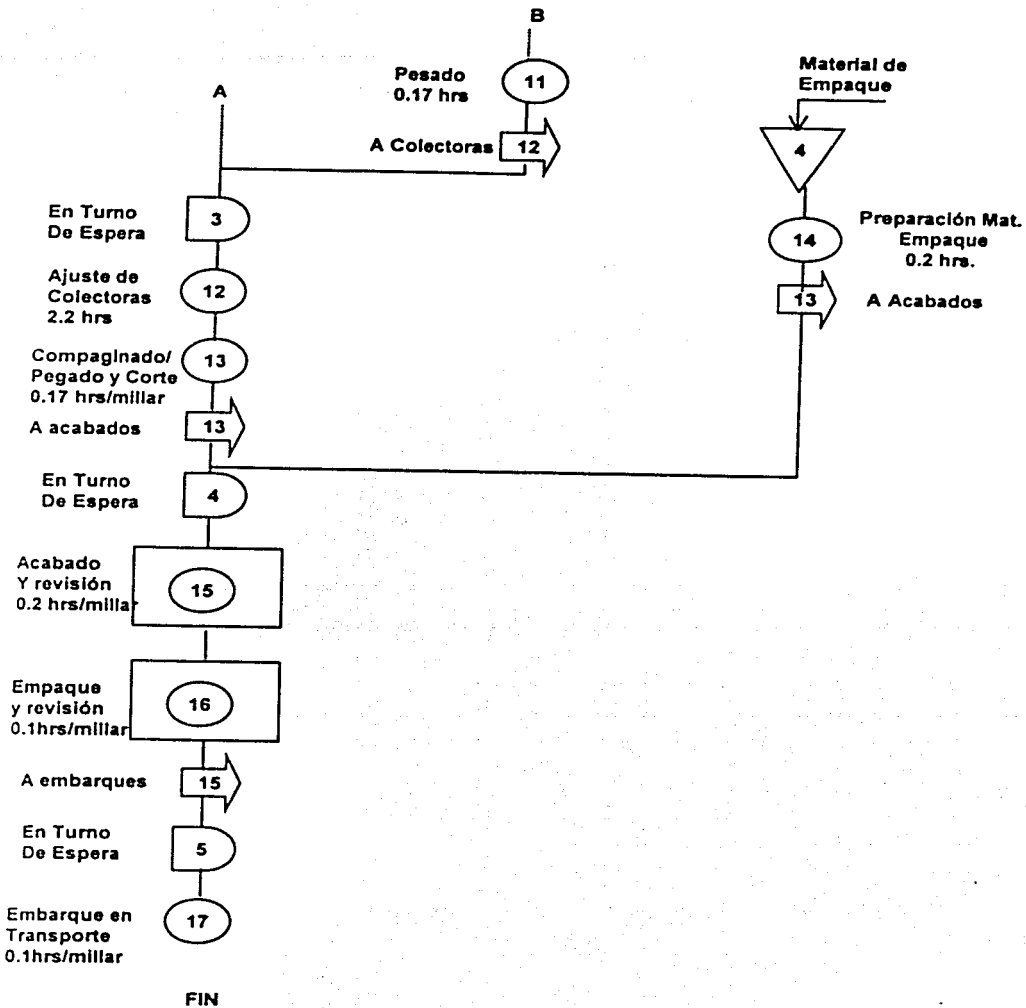 B
Pesado
0.17 hrs
11
A
A Colectoras
12
Material de
Empaque
4
En Turno
De Espera
3
Preparación Mat.
Empaque
0.2 hrs.
14
Ajuste de
Colectoras
2.2 hrs
12
13
A Acabados
Compaginado/
Pegado y Corte
0.17 hrs/millar
13
A acabados
13
En Turno
De Espera
4
Acabado
Y revisión
0.2 hrs/milla
15
Empaque
y revisión
0.1hrs/millar
16
A embarques
15
En Turno
De Espera
5
Embarque en
Transporte
0.1hrs/millar
17
FIN